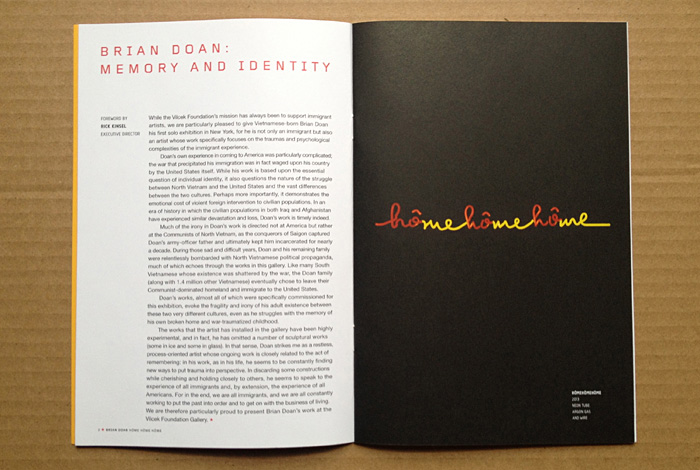 BRIAN DOAN:
MEMORY AND IDENTITY
FOREWORD BY
RICK KINSEL
EXECUTIVE DIRECTOR
While the Vilcek Foundation's mission has always been to support immigrant
artists, we are particularly pleased to give Vietnamese-born Brian Doan
his first solo exhibition in New York, for he is not only an immigrant but also
an artist whose work specifically focuses on the traumas and psychological
complexities of the immigrant experience.
Doan's own experience in coming to America was particularly complicated;
the war that precipitated his immigration was in fact waged upon his country
by the United States itself. While his work is based upon the essential
question of individual identity, it also questions the nature of the struggle
between North Vietnam and the United States and the vast differences
between the two cultures. Perhaps more importantly, it demonstrates the
emotional cost of violent foreign intervention to civilian populations. In an
era of history in which the civilian populations in both Iraq and Afghanistan
have experienced similar devastation and loss, Doan's work is timely indeed.
Much of the irony in Doan's work is directed not at America but rather
at the Communists of North Vietnam, as the conquerors of Saigon captured
Doan's army-officer father and ultimately kept him incarcerated for nearly
a decade. During those sad and difficult years, Doan and his remaining family
were relentlessly bombarded with North Vietnamese political propaganda,
much of which echoes through the works in this gallery. Like many South
Vietnamese whose existence was shattered by the war, the Doan family
(along with 1.4 million other Vietnamese) eventually chose to leave their
Communist-dominated homeland and immigrate to the United States.
Doan's works, almost all of which were specifically commissioned for
this exhibition, evoke the fragility and irony of his adult existence between
these two very different cultures, even as he struggles with the memory of
his own broken home and war-traumatized childhood.
The works that the artist has installed in the gallery have been highly
experimental, and in fact, he has omitted a number of sculptural works
(some in ice and some in glass). In that sense, Doan strikes me as a restless,
process-oriented artist whose ongoing work is closely related to the act of
remembering: in his work, as in his life, he seems to be constantly finding
new ways to put trauma into perspective. In discarding some constructions
while cherishing and holding closely to others, he seems to speak to the
experience of all immigrants and, by extension, the experience of all
Americans. For in the end, we are all immigrants, and we are all constantly
working to put the past into order and to get on with the business of living.
We are therefore particularly proud to present Brian Doan's work at the
Vilcek Foundation Gallery.
2 BRIAN DOAN HÔME HÔME HÔME
hômehômehôme
HÔMEHÔMEHÔME
2013
NEON TUBE
ARGON GAS
AND WIRE